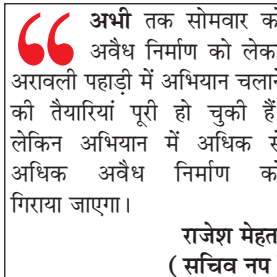 अभी तक सोमवार को
अवैध निर्माण को लेक
अरावली पहाड़ी में अभियान चलाने
की तैयारियां पूरी हो चुकी हैं
लेकिन अभियान में अधिक से
अधिक अवैध निर्माण को
गिराया जाएगा।
राजेश मेहत
( सचिव नप